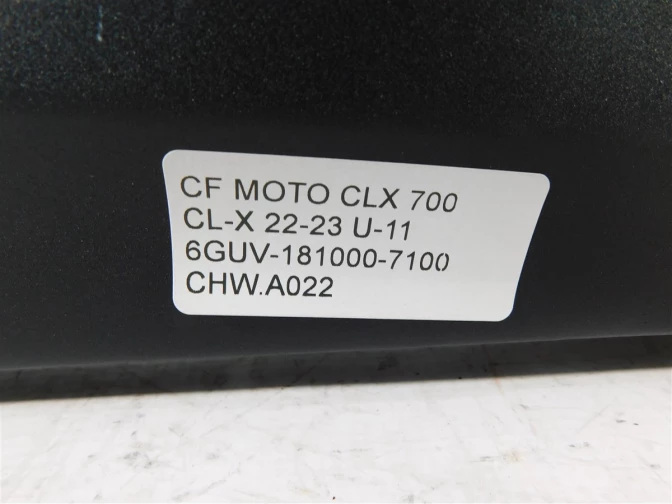 CF MOTO CLX 700
CL-X 22-23 U-11
6GUV-181000-7100
CHW.A022